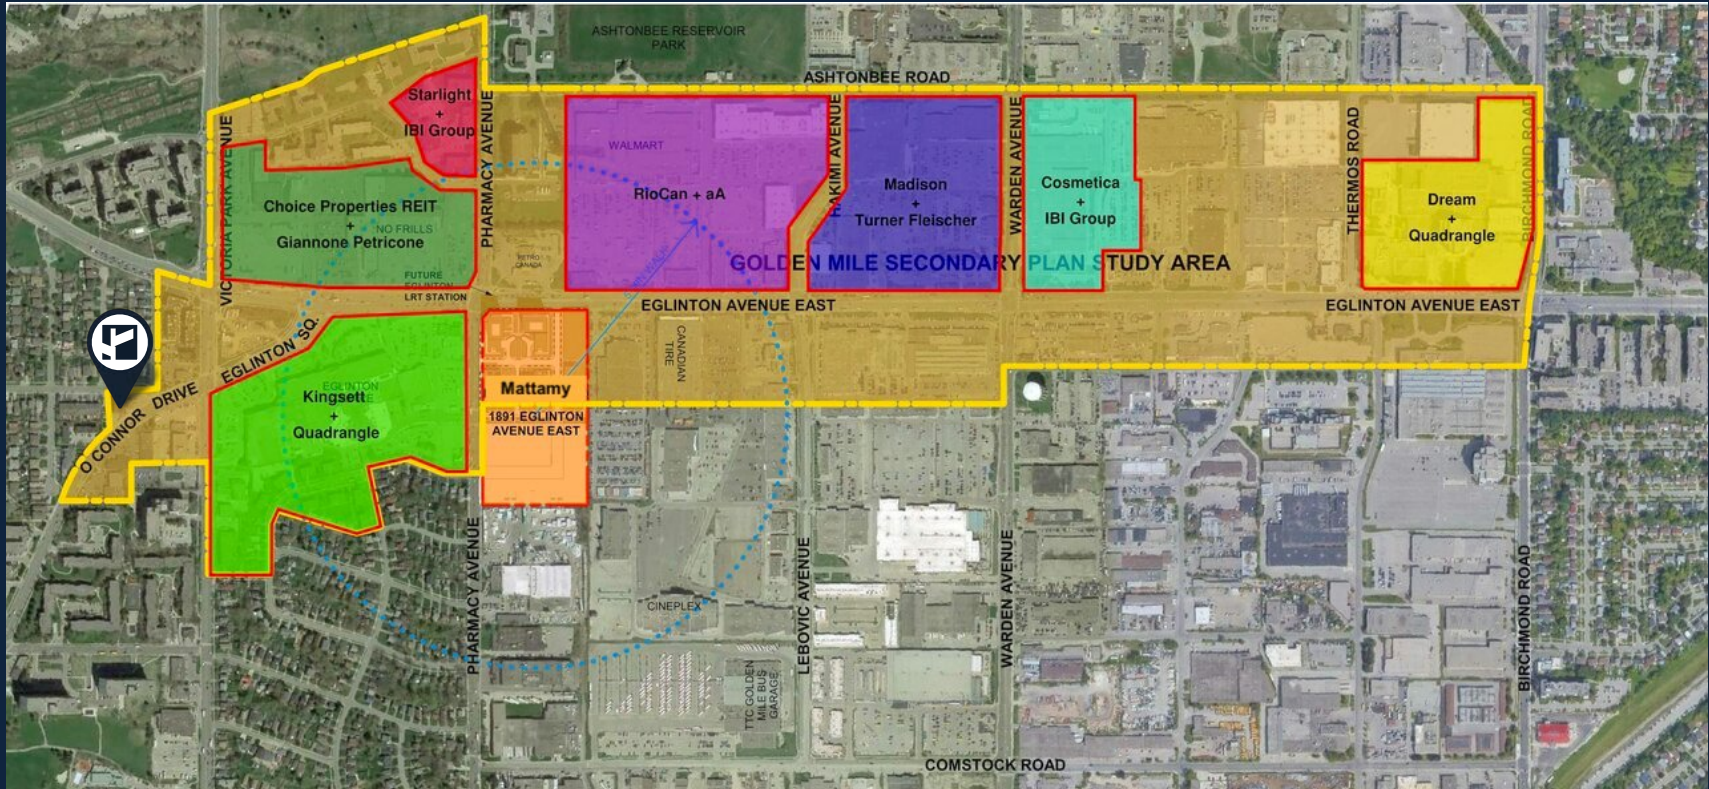 ASHTONBEE RESERVOIR
PARK
ASHTONBEE ROAD
Starlight
+
IBI Group
VICTORIA PARK AVENUE
PHARMACY AVENUE
HAKIMI AVENUE
WARDEN AVENUE
THERMOS ROAD
BIRCHMOND ROAD
WALMART
RioCan + aA
Madison
+
Turner Fleischer
Cosmetica
+
IBI Group
Dream
+
Quadrangle
Choice Properties REIT
+
Giannone Petricone
NO FRILLS
PETRO
CANADA
GOLDEN MILE SECONDARY PLAN STUDY AREA
FUTURE
EGLINTON
LRT STATION
EGLINTON AVENUE EAST
EGLINTON AVENUE EAST
EGLINTON SQ.
O CONNOR DRIVE
CANADIAN
TIRE
EGLINTON
Kingsett
+
Quadrangle
Mattamy
1891 EGLINTON
AVENUE EAST
PHARMACY AVENUE
CINEPLEX
LEBOVIC AVENUE
WARDEN AVENUE
BIRCHMOND ROAD
TTC GOLDEN
MILE BUS
GARAGE
COMSTOCK ROAD